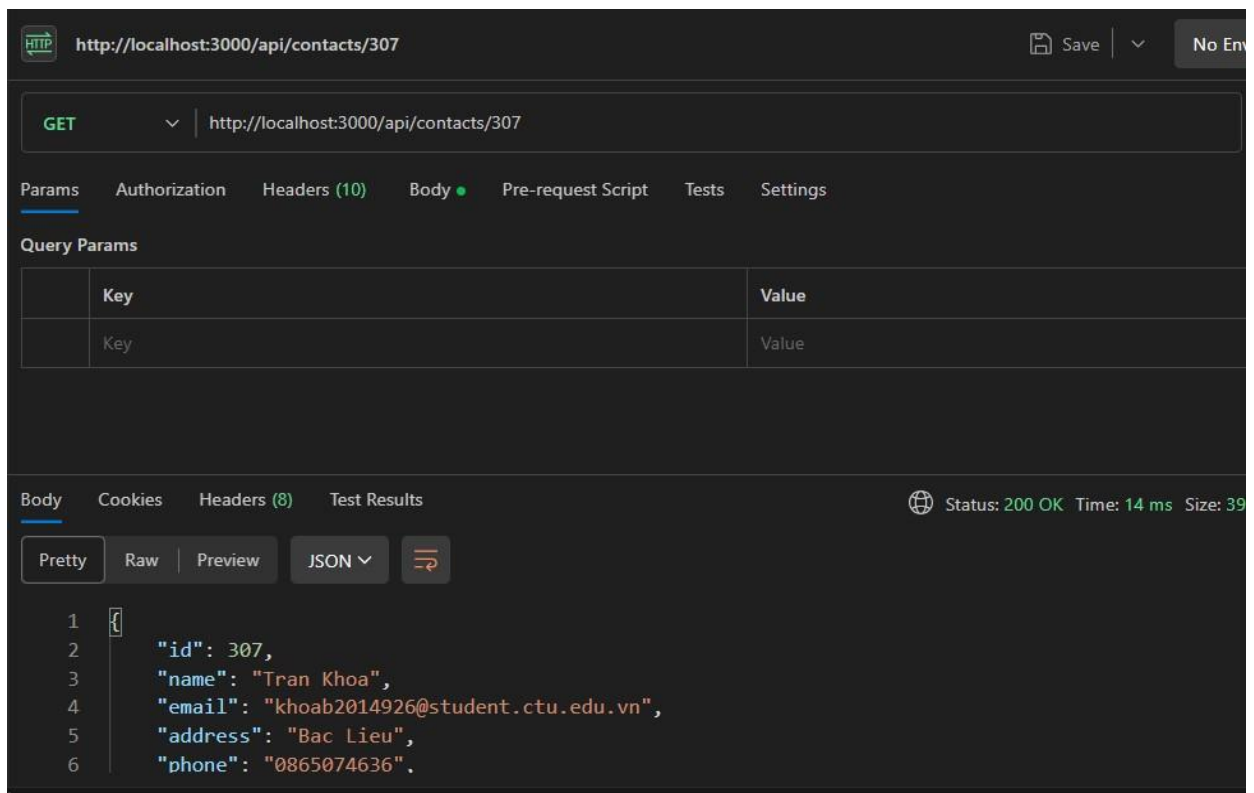 HTTP http://localhost:3000/api/contacts/307 Save No Env
GET http://localhost:3000/api/contacts/307
Params Authorization Headers (10) Body Pre-request Script Tests Settings
Query Params
Key Value
Key Value
Body Cookies Headers (8) Test Results Status: 200 OK Time: 14 ms Size: 39
Pretty Raw Preview JSON
1 {
2 "id": 307,
3 "name": "Tran Khoa",
4 "email": "khoab2014926@student.ctu.edu.vn",
5 "address": "Bac Lieu",
6 "phone": "0865074636",